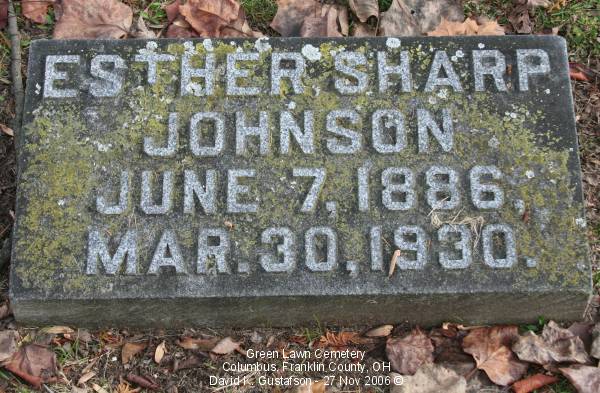 ESTHER, SHARP
JOHNSON
JUNE 7, 1886,
MAR. 30, 1930.
Green Lawn Cemetery
Columbus, Franklin County, OH
David K. Gustafson - 27 Nov 2006 ©